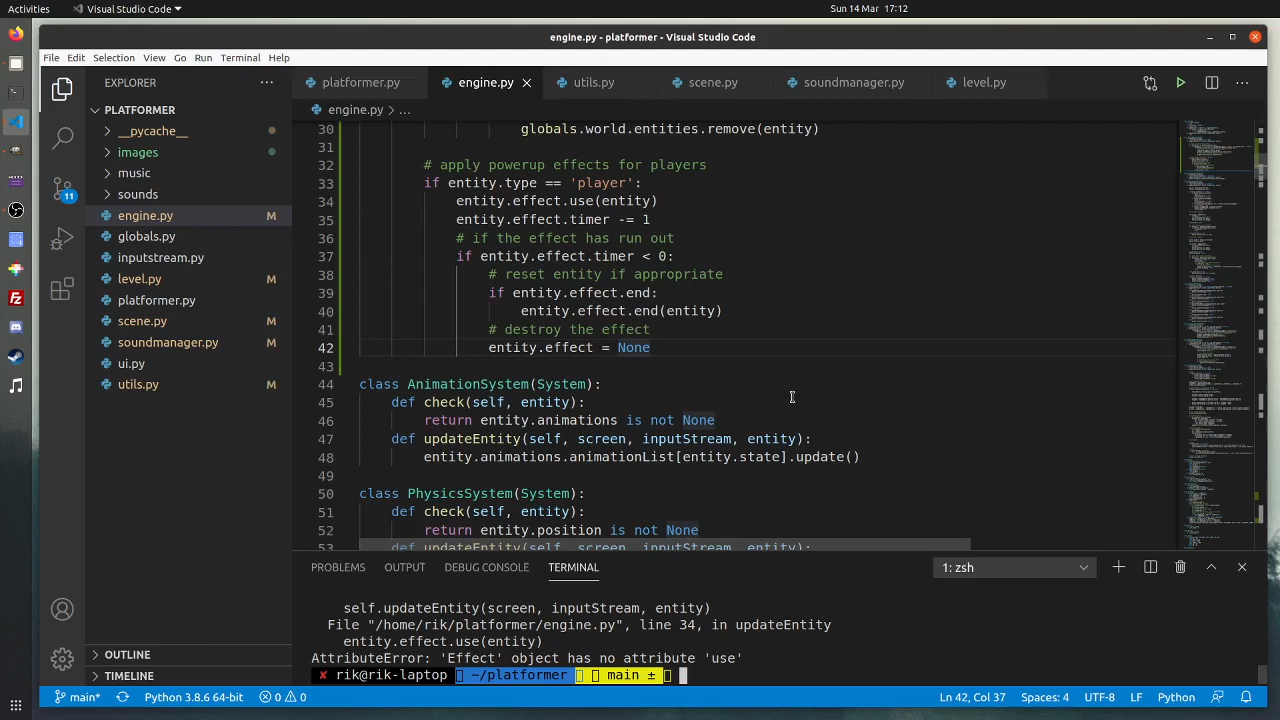 Activities
Visual Studio Code
Sun 14 Mar 17:12
engine.py - platformer - Visual Studio Code
File Edit Selection View Go Run Terminal Help
EXPLORER
PLATFORMER
__pycache__
images
music
sounds
engine.py M
globals.py
inputstream.py
level.py M
platformer.py
scene.py M
soundmanager.py M
ui.py
utils.py M
OUTLINE
TIMELINE
11
platformer.py engine.py utils.py scene.py soundmanager.py level.py
engine.py > ...
30 globals.world.entities.remove(entity)
31
32 # apply powerup effects for players
33 if entity.type == 'player':
34 entity.effect.use(entity)
35 entity.effect.timer -= 1
36 # if the effect has run out
37 if entity.effect.timer < 0:
38 # reset entity if appropriate
39 if entity.effect.end:
40 entity.effect.end(entity)
41 # destroy the effect
42 entity.effect = None
43
44 class AnimationSystem(System):
45 def check(self, entity):
46 return entity.animations is not None
47 def updateEntity(self, screen, inputStream, entity):
48 entity.animations.animationList[entity.state].update()
49
50 class PhysicsSystem(System):
51 def check(self, entity):
52 return entity.position is not None
53 def updateEntity(self, screen, inputStream, entity):
PROBLEMS OUTPUT DEBUG CONSOLE TERMINAL
1: zsh
self.updateEntity(screen, inputStream, entity)
File "/home/rik/platformer/engine.py", line 34, in updateEntity
entity.effect.use(entity)
AttributeError: 'Effect' object has no attribute 'use'
✘ rik@rik-laptop ~/platformer main ±
main* Python 3.8.6 64-bit 0 0
Ln 42, Col 37 Spaces: 4 UTF-8 LF Python